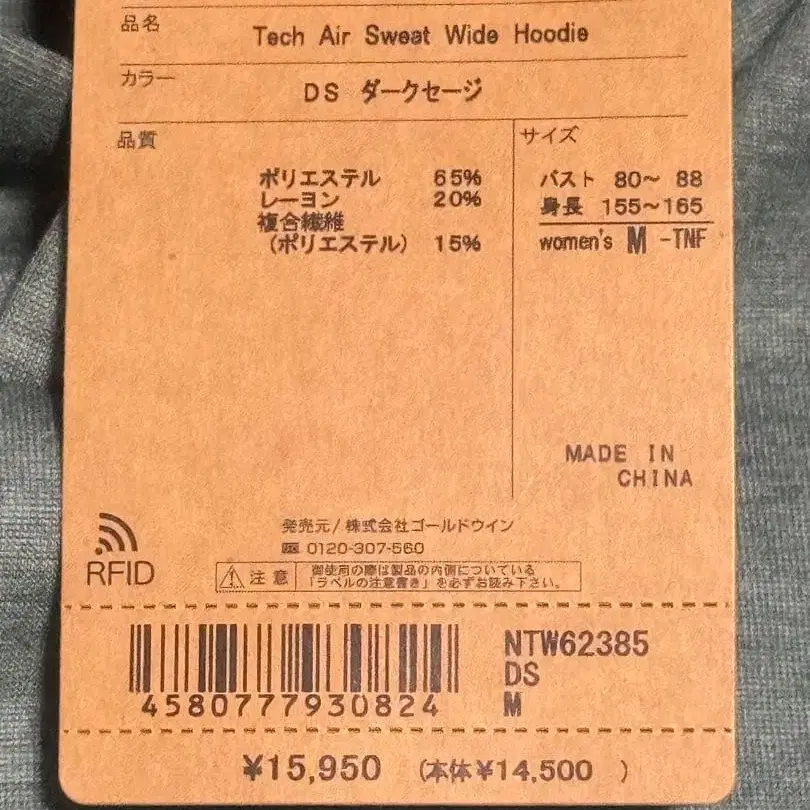 品名 Tech Air Sweat Wide Hoodie
カラー DS ダークセージ
品質
ポリエステル 65%
レーヨン 20%
複合繊維
(ポリエステル) 15%
サイズ
バスト 80~ 88
身長 155~165
women's M -TNF
MADE IN
CHINA
RFID
発売元/株式会社ゴールドウイン
0120-307-560
注意
御使用の際は製品の内側についている
「ラベルの注意書き」を必ずお読み下さい。
4580777930824
NTW62385
DS
M
¥15,950 (本体¥14,500 )